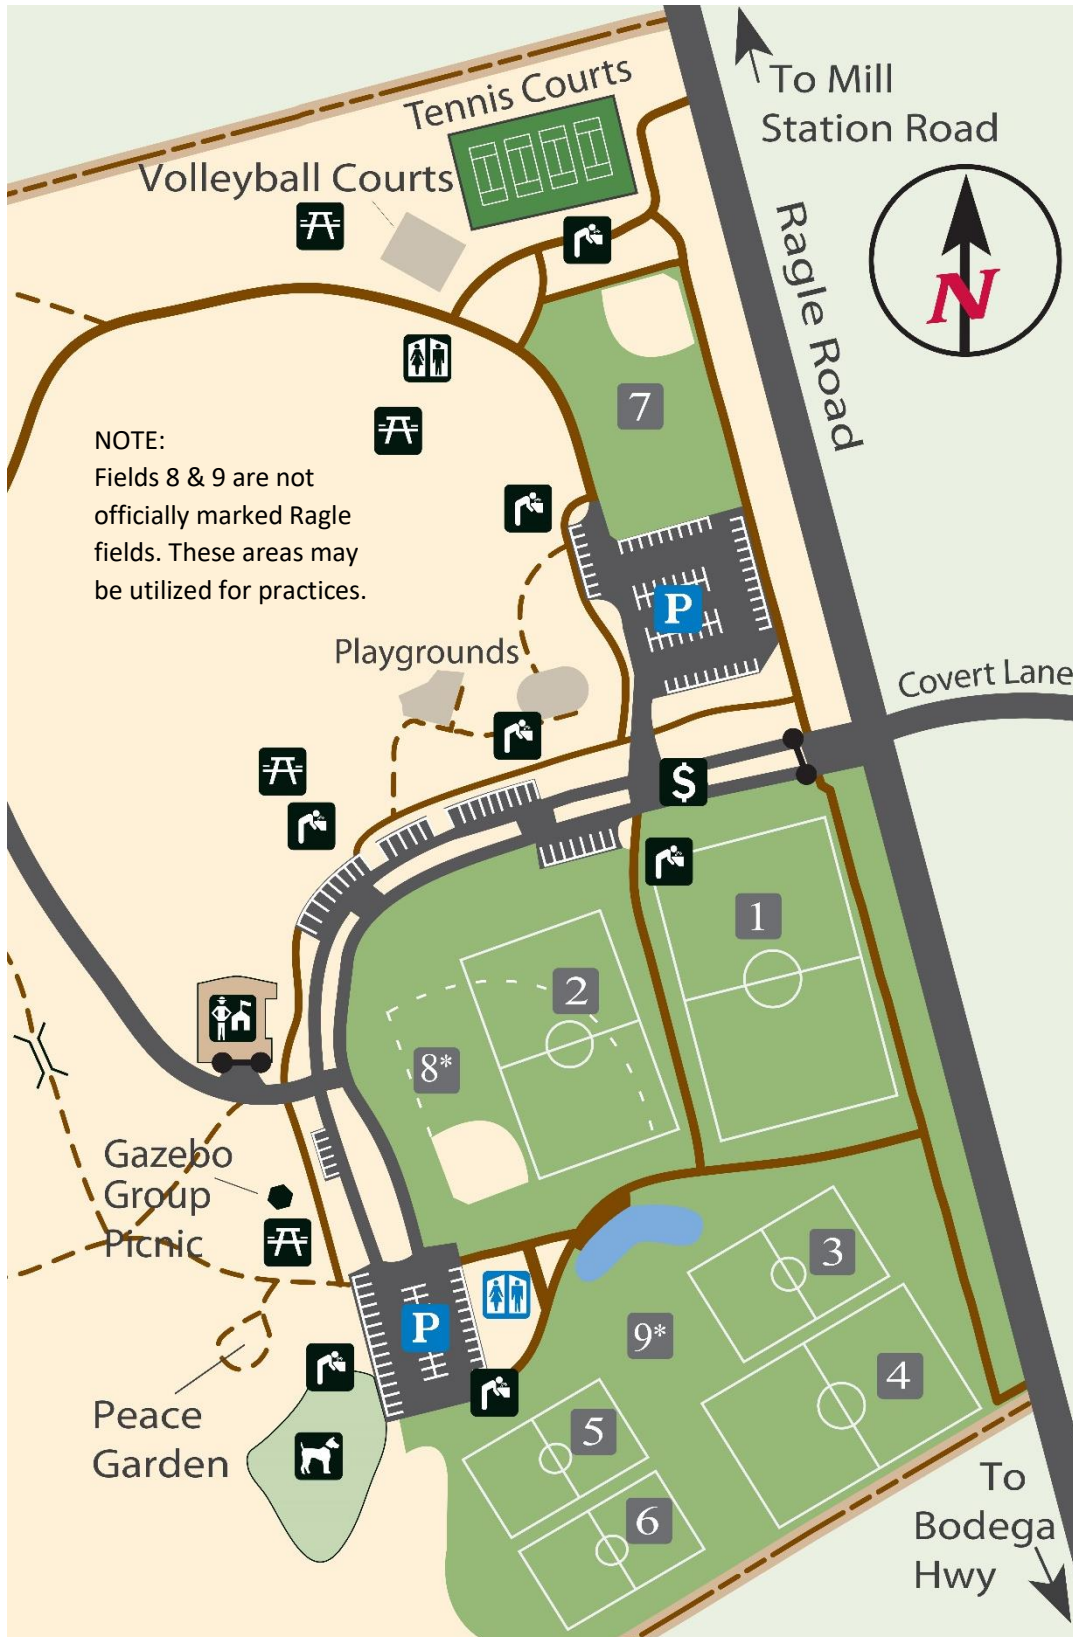 To Mill
Station Road
Tennis Courts
Volleyball Courts
Ragle Road
N
7
NOTE:
Fields 8 & 9 are not
officially marked Ragle
fields. These areas may
be utilized for practices.
P
Playgrounds
Covert Lane
$
1
2
8*
Gazebo
Group
Picnic
3
9*
P
4
Peace
Garden
5
6
To
Bodega
Hwy